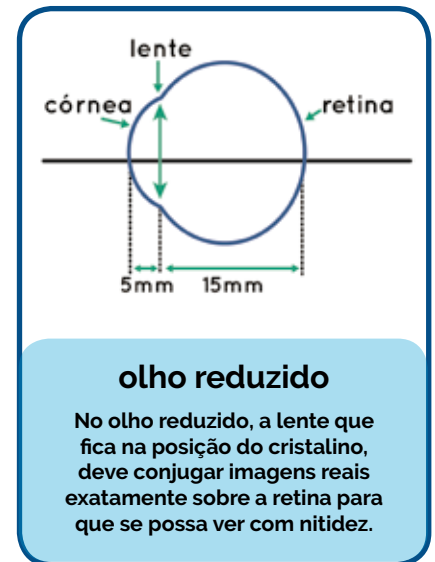 lente
córnea
retina
5mm 15mm
olho reduzido
No olho reduzido, a lente que
fica na posição do cristalino,
deve conjugar imagens reais
exatamente sobre a retina para
que se possa ver com nitidez.